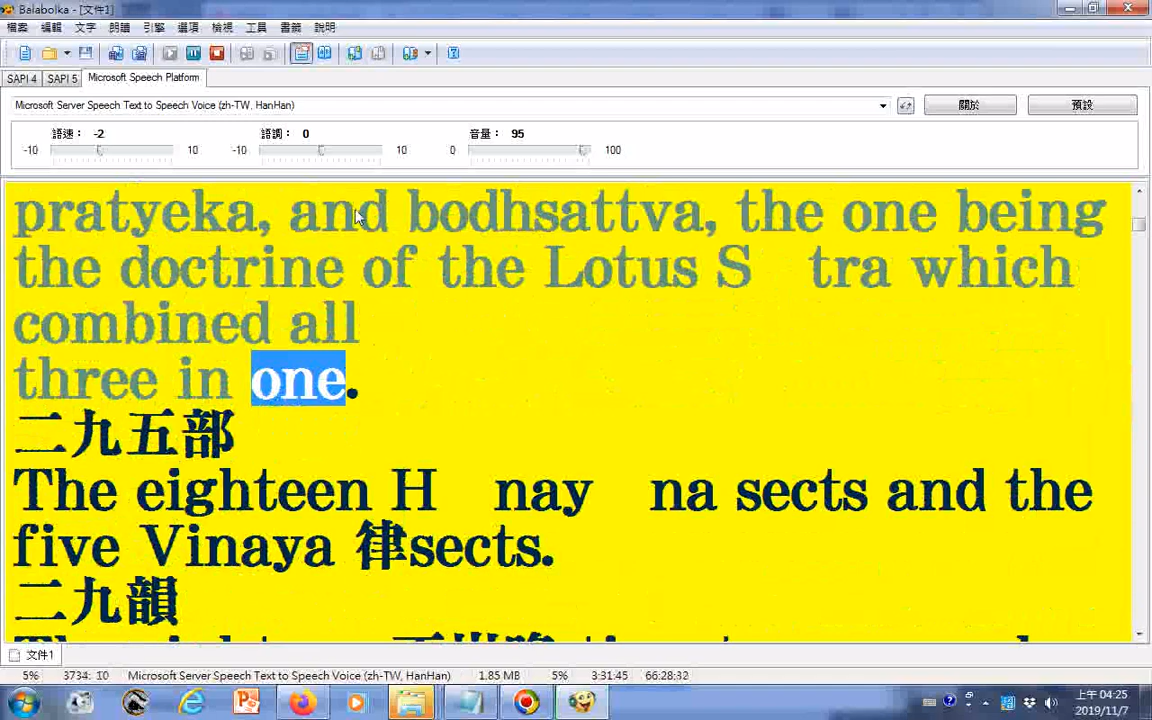 Balabolka - [文件1]
檔案 編輯 文字 朗讀 引擎 選項 檢視 工具 書籤 說明
SAPI 4 SAPI 5 Microsoft Speech Platform
Microsoft Server Speech Text to Speech Voice (zh-TW, HanHan) 關於 預設
語速： -2 語調： 0 音量： 95
-10 10 -10 10 0 100
pratyeka, and bodhsattva, the one being
the doctrine of the Lotus S tra which
combined all
three in one.
二九五部
The eighteen H nay na sects and the
five Vinaya 律sects.
二九韻
文件1
5% 3734: 10 Microsoft Server Speech Text to Speech Voice (zh-TW, HanHan) 1.85 MB 5% 3:31:45 66:28:32
上午 04:25
2019/11/7